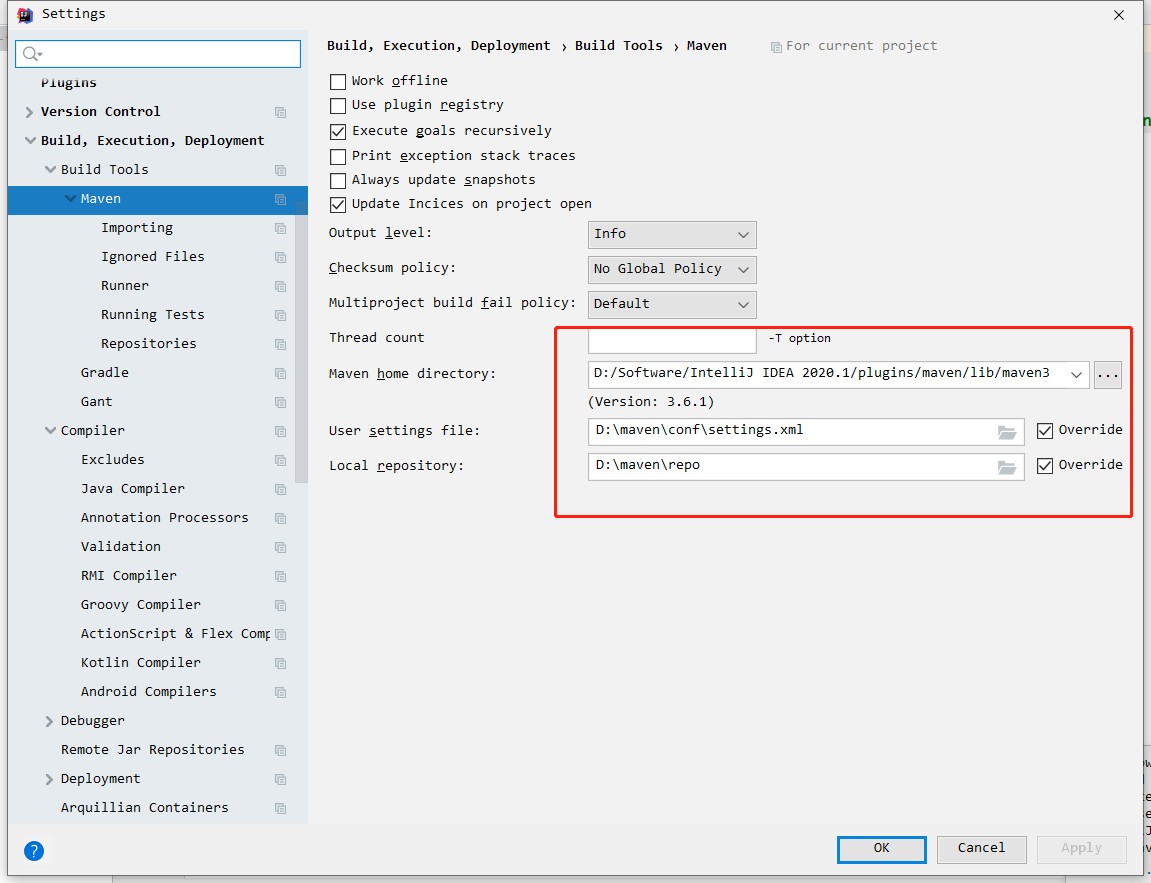 Settings
Build, Execution, Deployment › Build Tools › Maven For current project
Plugins
Version Control
Build, Execution, Deployment
Build Tools
Maven
Importing
Ignored Files
Runner
Running Tests
Repositories
Gradle
Gant
Compiler
Excludes
Java Compiler
Annotation Processors
Validation
RMI Compiler
Groovy Compiler
ActionScript & Flex Comp
Kotlin Compiler
Android Compilers
Debugger
Remote Jar Repositories
Deployment
Arquillian Containers
Work offline
Use plugin registry
Execute goals recursively
Print exception stack traces
Always update snapshots
Update Incices on project open
Output level: Info
Checksum policy: No Global Policy
Multiproject build fail policy: Default
Thread count -T option
Maven home directory: D:/Software/IntelliJ IDEA 2020.1/plugins/maven/lib/maven3 ...
(Version: 3.6.1)
User settings file: D:\maven\conf\settings.xml Override
Local repository: D:\maven\repo Override
? OK Cancel Apply